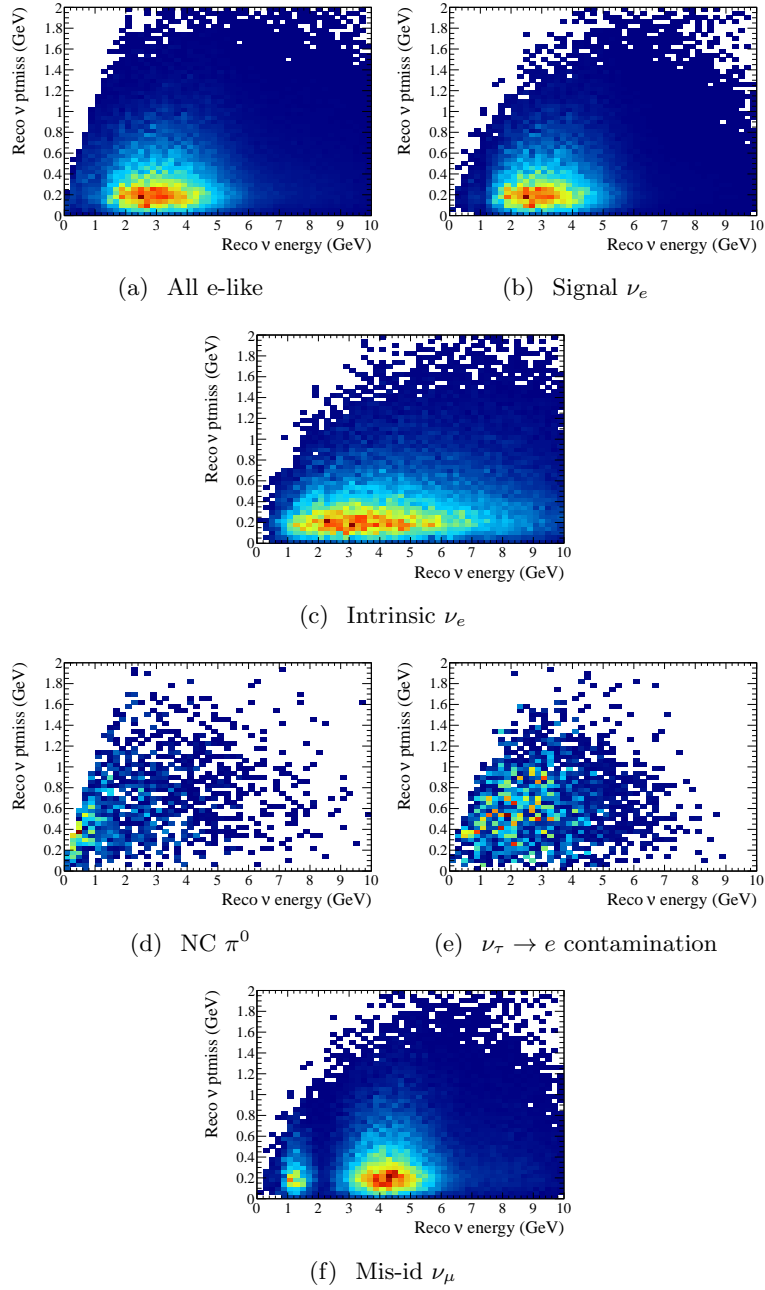 Reco ν ptmiss (GeV)
2
1.8
1.6
1.4
1.2
1
0.8
0.6
0.4
0.2
0
0 1 2 3 4 5 6 7 8 9 10
Reco ν energy (GeV)
(a) All e-like
Reco ν ptmiss (GeV)
2
1.8
1.6
1.4
1.2
1
0.8
0.6
0.4
0.2
0
0 1 2 3 4 5 6 7 8 9 10
Reco ν energy (GeV)
(b) Signal νₑ
Reco ν ptmiss (GeV)
2
1.8
1.6
1.4
1.2
1
0.8
0.6
0.4
0.2
0
0 1 2 3 4 5 6 7 8 9 10
Reco ν energy (GeV)
(c) Intrinsic νₑ
Reco ν ptmiss (GeV)
2
1.8
1.6
1.4
1.2
1
0.8
0.6
0.4
0.2
0
0 1 2 3 4 5 6 7 8 9 10
Reco ν energy (GeV)
(d) NC π⁰
Reco ν ptmiss (GeV)
2
1.8
1.6
1.4
1.2
1
0.8
0.6
0.4
0.2
0
0 1 2 3 4 5 6 7 8 9 10
Reco ν energy (GeV)
(e) ν_τ → e contamination
Reco ν ptmiss (GeV)
2
1.8
1.6
1.4
1.2
1
0.8
0.6
0.4
0.2
0
0 1 2 3 4 5 6 7 8 9 10
Reco ν energy (GeV)
(f) Mis-id ν_μ